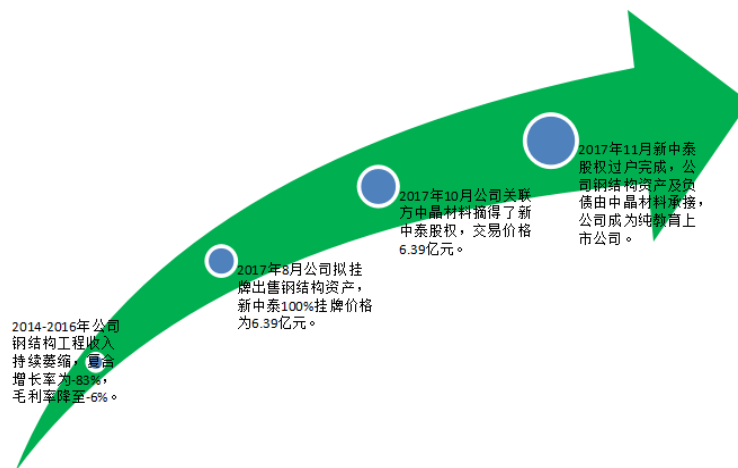 2014-2016年公司
钢结构工程收入
持续萎缩，复合
增长率为-83%，
毛利率降至-6%。
2017年8月公司拟挂
牌出售钢结构资产，
新中泰100%挂牌价格
为6.39亿元。
2017年10月公司关联
方中晶材料摘得了新
中泰股权，交易价格
6.39亿元。
2017年11月新中泰
股权过户完成，公
司钢结构资产及负
债由中晶材料承接，
公司成为纯教育上
市公司。